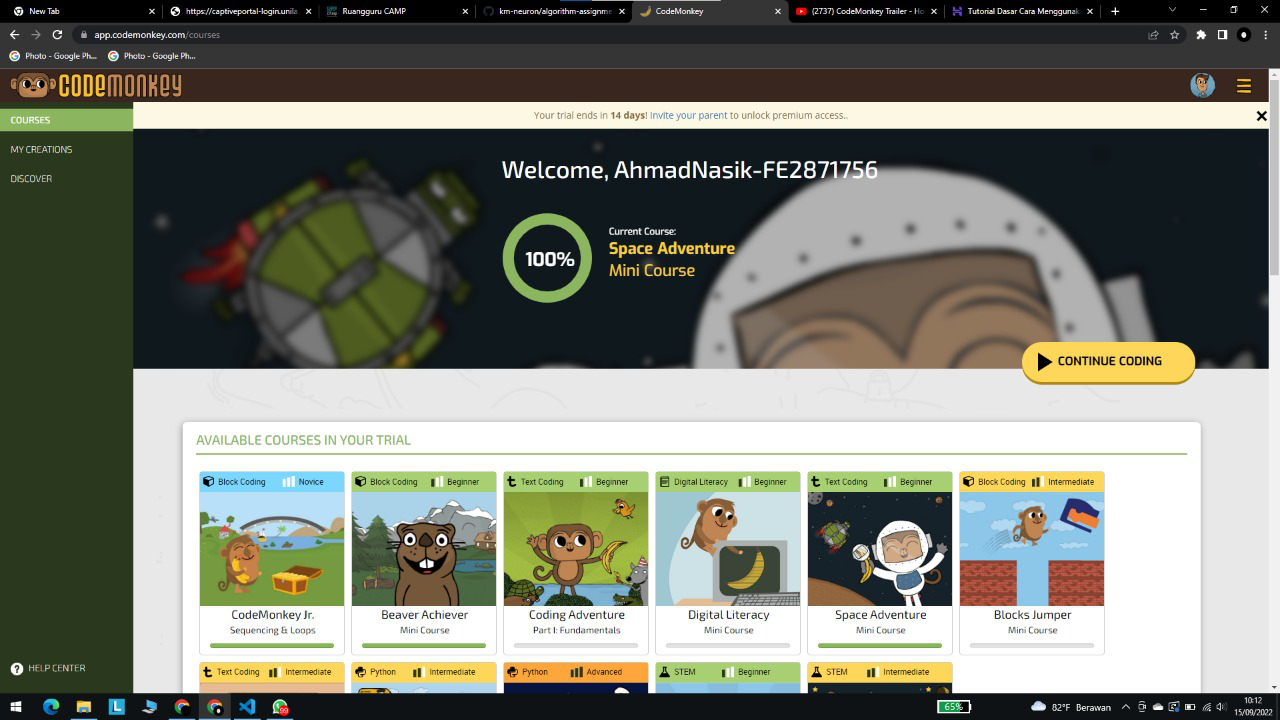 New Tab
https://captiveportal-login.unila
Ruangguru CAMP
km-neuron/algorithm-assignme
CodeMonkey
(2737) CodeMonkey Trailer - Ho
Tutorial Dasar Cara Menggunak
app.codemonkey.com/courses
Photo - Google Ph...
Photo - Google Ph...
CODEMONKEY
COURSES
MY CREATIONS
DISCOVER
Your trial ends in 14 days! Invite your parent to unlock premium access..
Welcome, AhmadNasik-FE2871756
100%
Current Course:
Space Adventure
Mini Course
CONTINUE CODING
AVAILABLE COURSES IN YOUR TRIAL
Block Coding Novice
CodeMonkey Jr.
Sequencing & Loops
Block Coding Beginner
Beaver Achiever
Mini Course
Text Coding Beginner
Coding Adventure
Part I: Fundamentals
Digital Literacy Beginner
Digital Literacy
Mini Course
Text Coding Beginner
Space Adventure
Mini Course
Block Coding Intermediate
Blocks Jumper
Mini Course
Text Coding Intermediate
Python Intermediate
Python Advanced
STEM Beginner
STEM Intermediate
? HELP CENTER
L
99
65%
82°F Berawan
10:12
15/09/2022